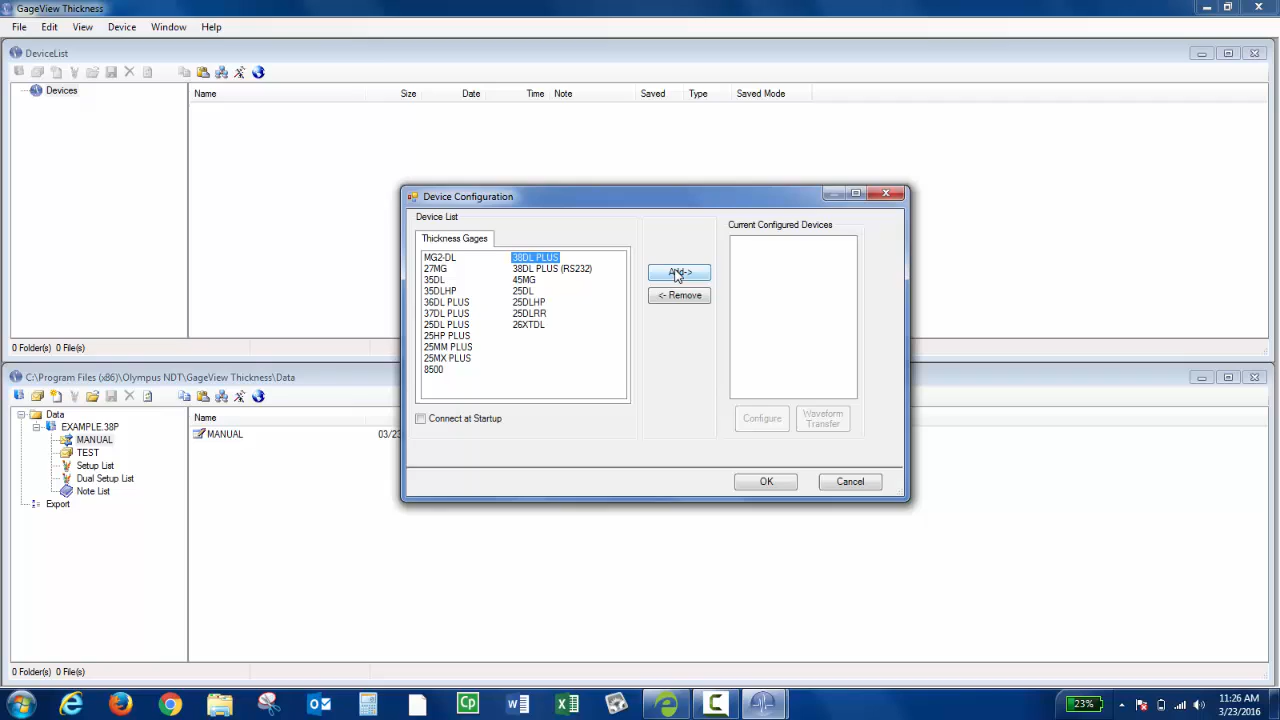 GageView Thickness
File Edit View Device Window Help
DeviceList
Devices
Name Size Date Time Note Saved Type Saved Mode
0 Folder(s) 0 File(s)
Device Configuration
Device List
Thickness Gages
MG2-DL
27MG
35DL
35DLHP
36DL PLUS
37DL PLUS
25DL PLUS
25HP PLUS
25MM PLUS
25MX PLUS
8500
38DL PLUS
38DL PLUS (RS232)
45MG
25DL
25DLHP
25DLRR
26XTDL
Connect at Startup
Add->
<- Remove
Current Configured Devices
Configure
Waveform
Transfer
OK
Cancel
C:\Program Files (x86)\Olympus NDT\GageView Thickness\Data
Data
EXAMPLE.38P
MANUAL
TEST
Setup List
Dual Setup List
Note List
Export
Name
MANUAL 03/23
0 Folder(s) 0 File(s)
Cp
23%
11:26 AM
3/23/2016